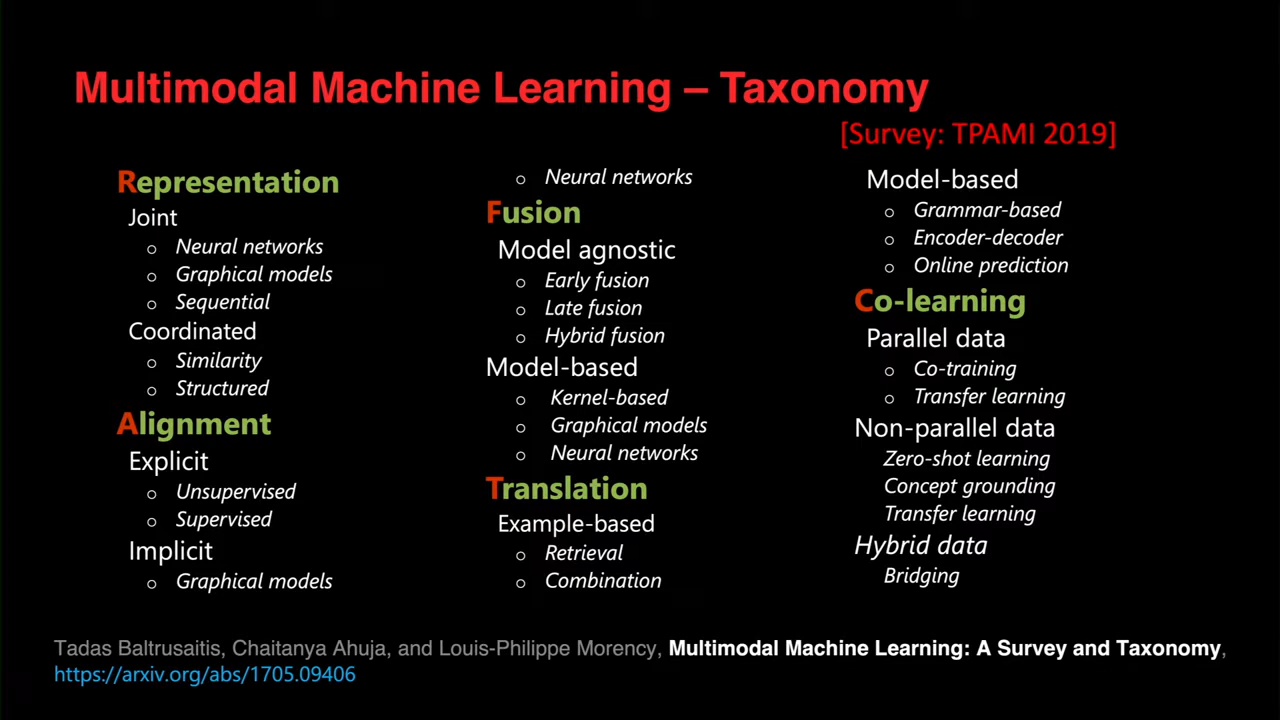 Multimodal Machine Learning – Taxonomy
[Survey: TPAMI 2019]
Representation
Joint
o Neural networks
o Graphical models
o Sequential
Coordinated
o Similarity
o Structured
Alignment
Explicit
o Unsupervised
o Supervised
Implicit
o Graphical models
o Neural networks
Fusion
Model agnostic
o Early fusion
o Late fusion
o Hybrid fusion
Model-based
o Kernel-based
o Graphical models
o Neural networks
Translation
Example-based
o Retrieval
o Combination
Model-based
o Grammar-based
o Encoder-decoder
o Online prediction
Co-learning
Parallel data
o Co-training
o Transfer learning
Non-parallel data
Zero-shot learning
Concept grounding
Transfer learning
Hybrid data
Bridging
Tadas Baltrusaitis, Chaitanya Ahuja, and Louis-Philippe Morency, Multimodal Machine Learning: A Survey and Taxonomy,
https://arxiv.org/abs/1705.09406